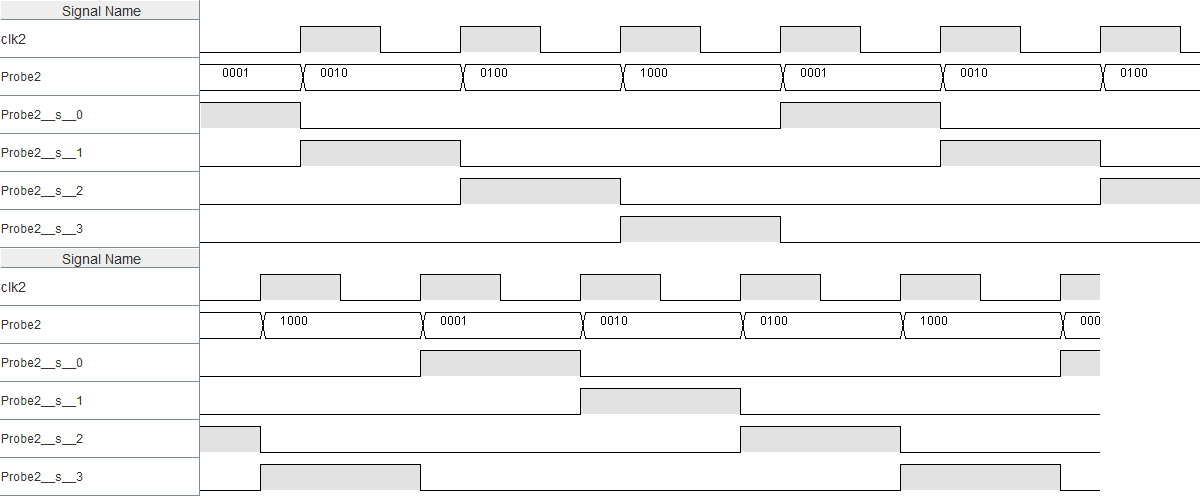 Signal Name
clk2
Probe2 0001 0010 0100 1000 0001 0010 0100
Probe2__s__0
Probe2__s__1
Probe2__s__2
Probe2__s__3
Signal Name
clk2
Probe2 1000 0001 0010 0100 1000 000
Probe2__s__0
Probe2__s__1
Probe2__s__2
Probe2__s__3